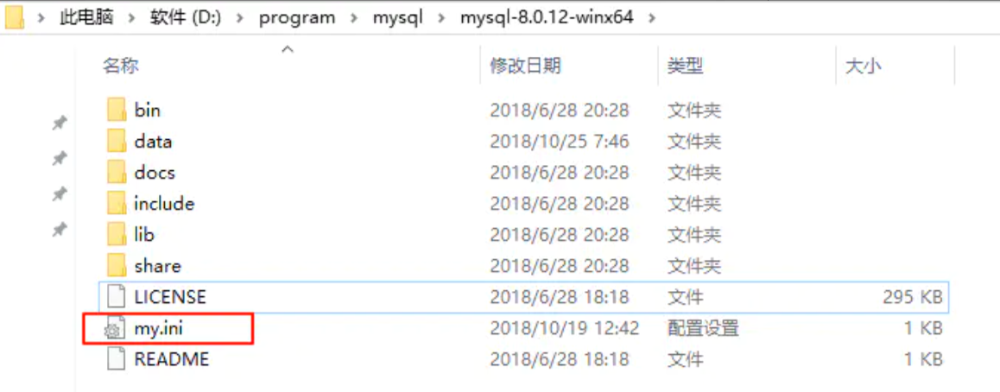 此电脑 > 软件 (D:) > program > mysql > mysql-8.0.12-winx64 >
名称 修改日期 类型 大小
bin 2018/6/28 20:28 文件夹
data 2018/10/25 7:46 文件夹
docs 2018/6/28 20:28 文件夹
include 2018/6/28 20:28 文件夹
lib 2018/6/28 20:28 文件夹
share 2018/6/28 20:28 文件夹
LICENSE 2018/6/28 18:18 文件 295 KB
my.ini 2018/10/19 12:42 配置设置 1 KB
README 2018/6/28 18:18 文件 1 KB